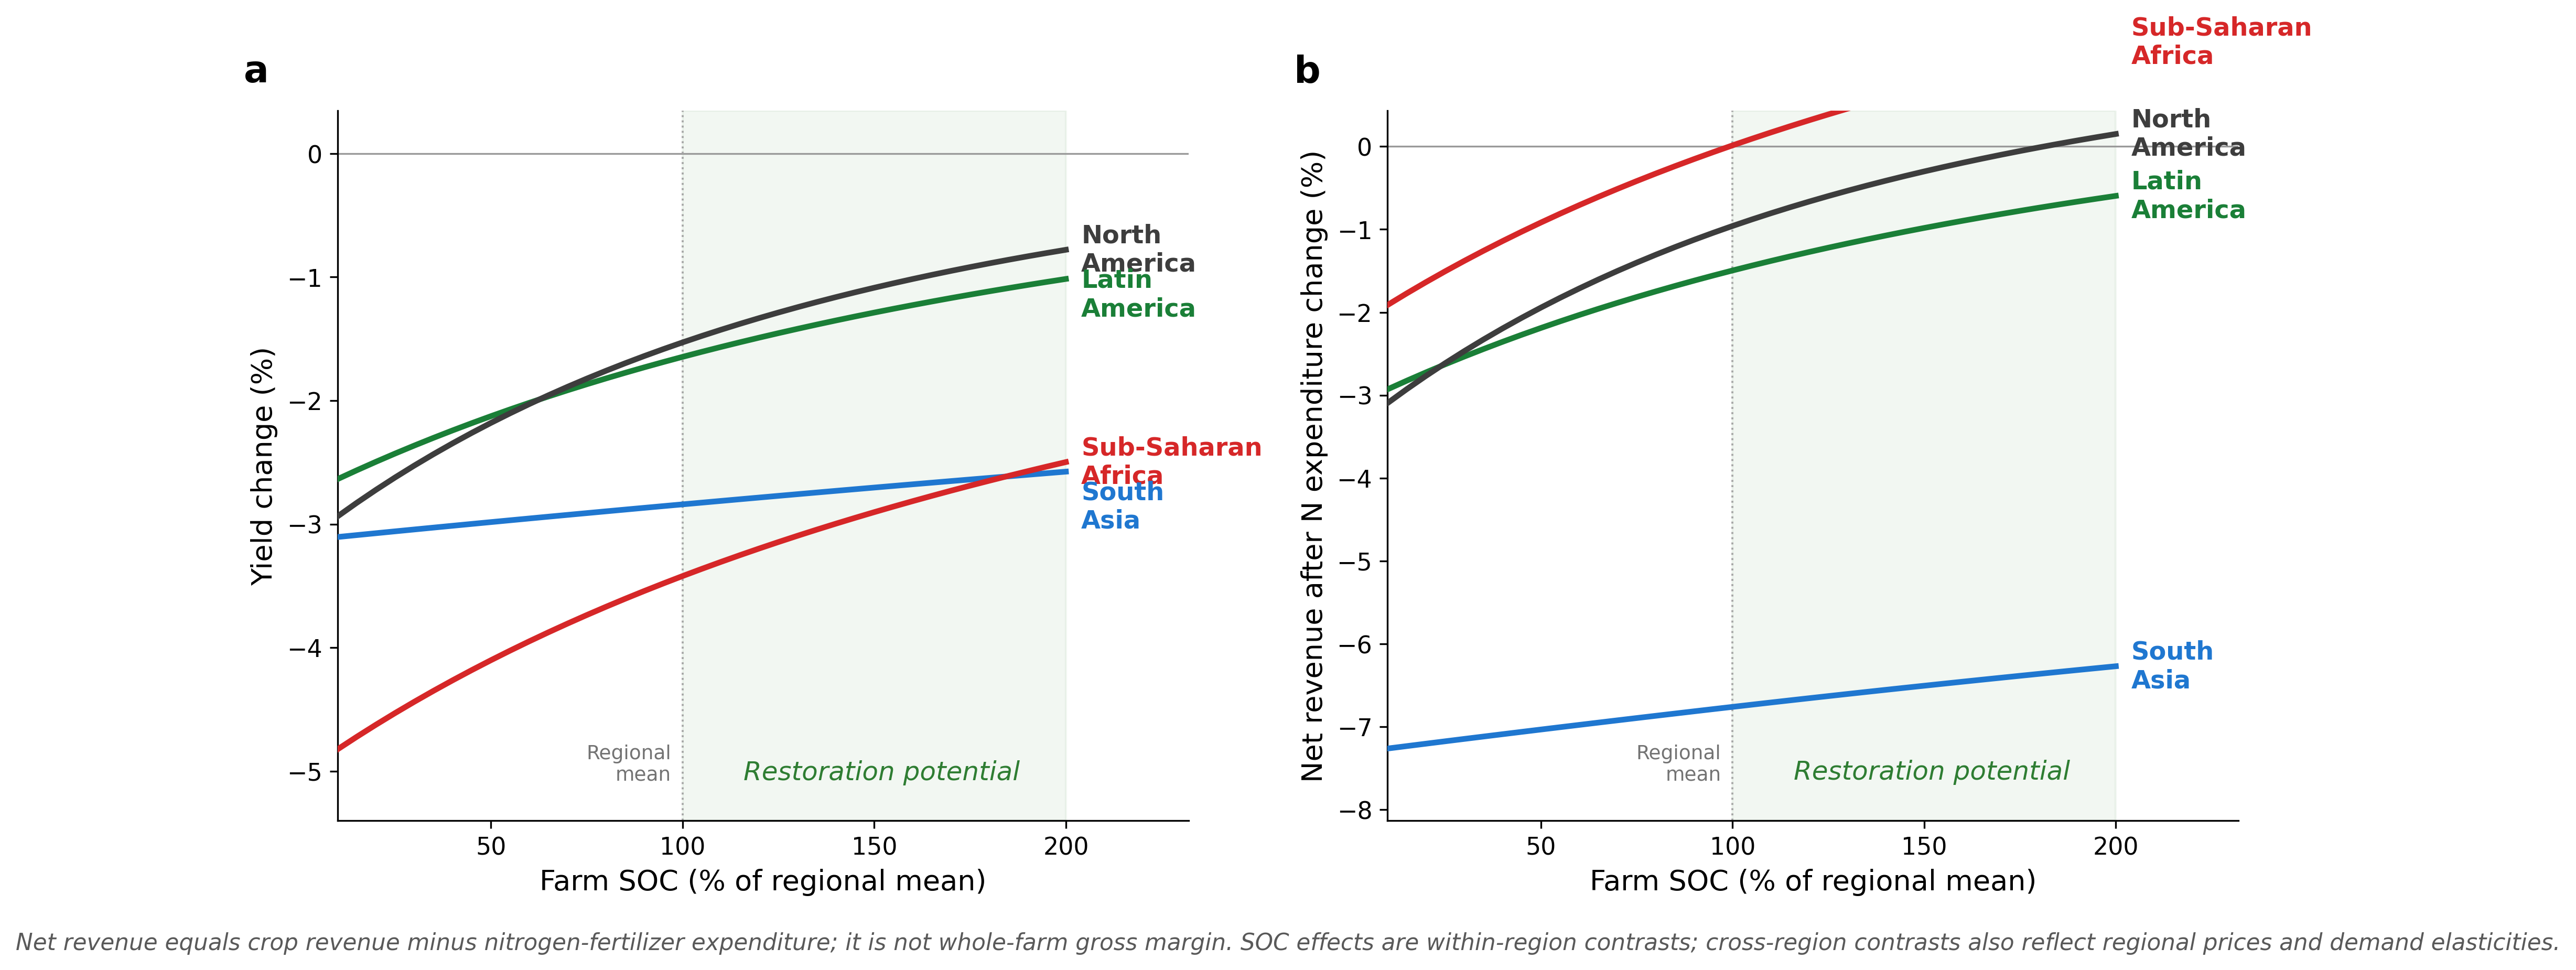 a
Yield change (%)
0
−1
−2
−3
−4
−5
North
America
Latin
America
Sub-Saharan
Africa
South
Asia
Regional
mean
Restoration potential
50
100
150
200
Farm SOC (% of regional mean)
b
Net revenue after N expenditure change (%)
0
−1
−2
−3
−4
−5
−6
−7
−8
Sub-Saharan
Africa
North
America
Latin
America
South
Asia
Regional
mean
Restoration potential
50
100
150
200
Farm SOC (% of regional mean)
Net revenue equals crop revenue minus nitrogen-fertilizer expenditure; it is not whole-farm gross margin. SOC effects are within-region contrasts; cross-region contrasts also reflect regional prices and demand elasticities.